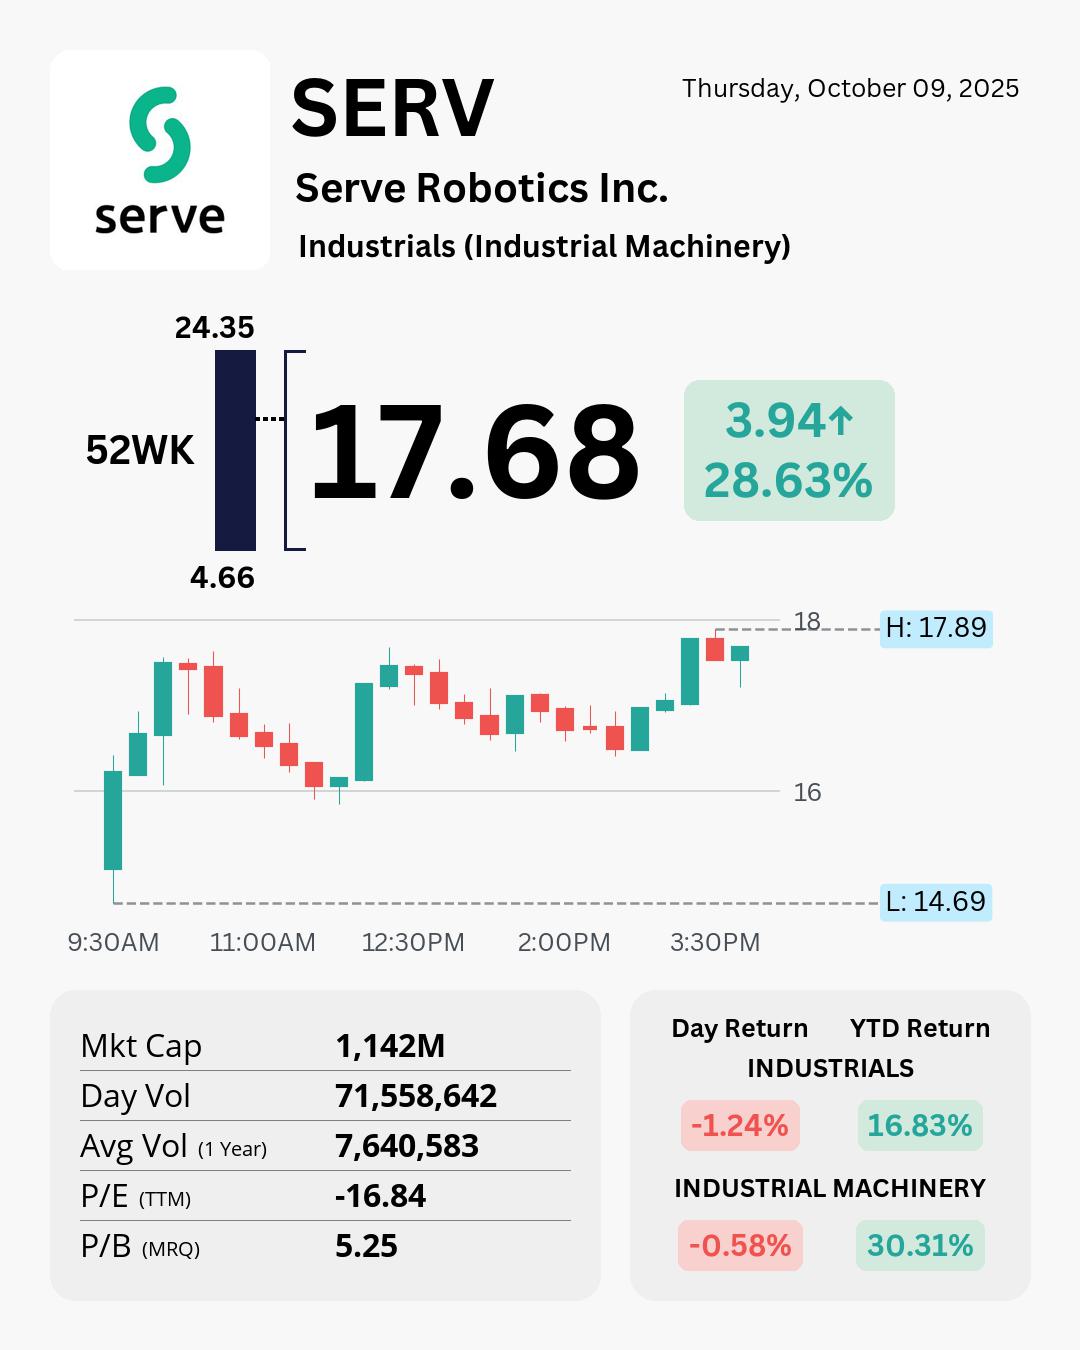 serve
SERV
Thursday, October 09, 2025
Serve Robotics Inc.
Industrials (Industrial Machinery)
24.35
52WK
17.68
3.94↑
28.63%
4.66
18
H: 17.89
16
L: 14.69
9:30AM 11:00AM 12:30PM 2:00PM 3:30PM
Mkt Cap 1,142M
Day Vol 71,558,642
Avg Vol (1 Year) 7,640,583
P/E (TTM) -16.84
P/B (MRQ) 5.25
Day Return YTD Return
INDUSTRIALS
-1.24% 16.83%
INDUSTRIAL MACHINERY
-0.58% 30.31%